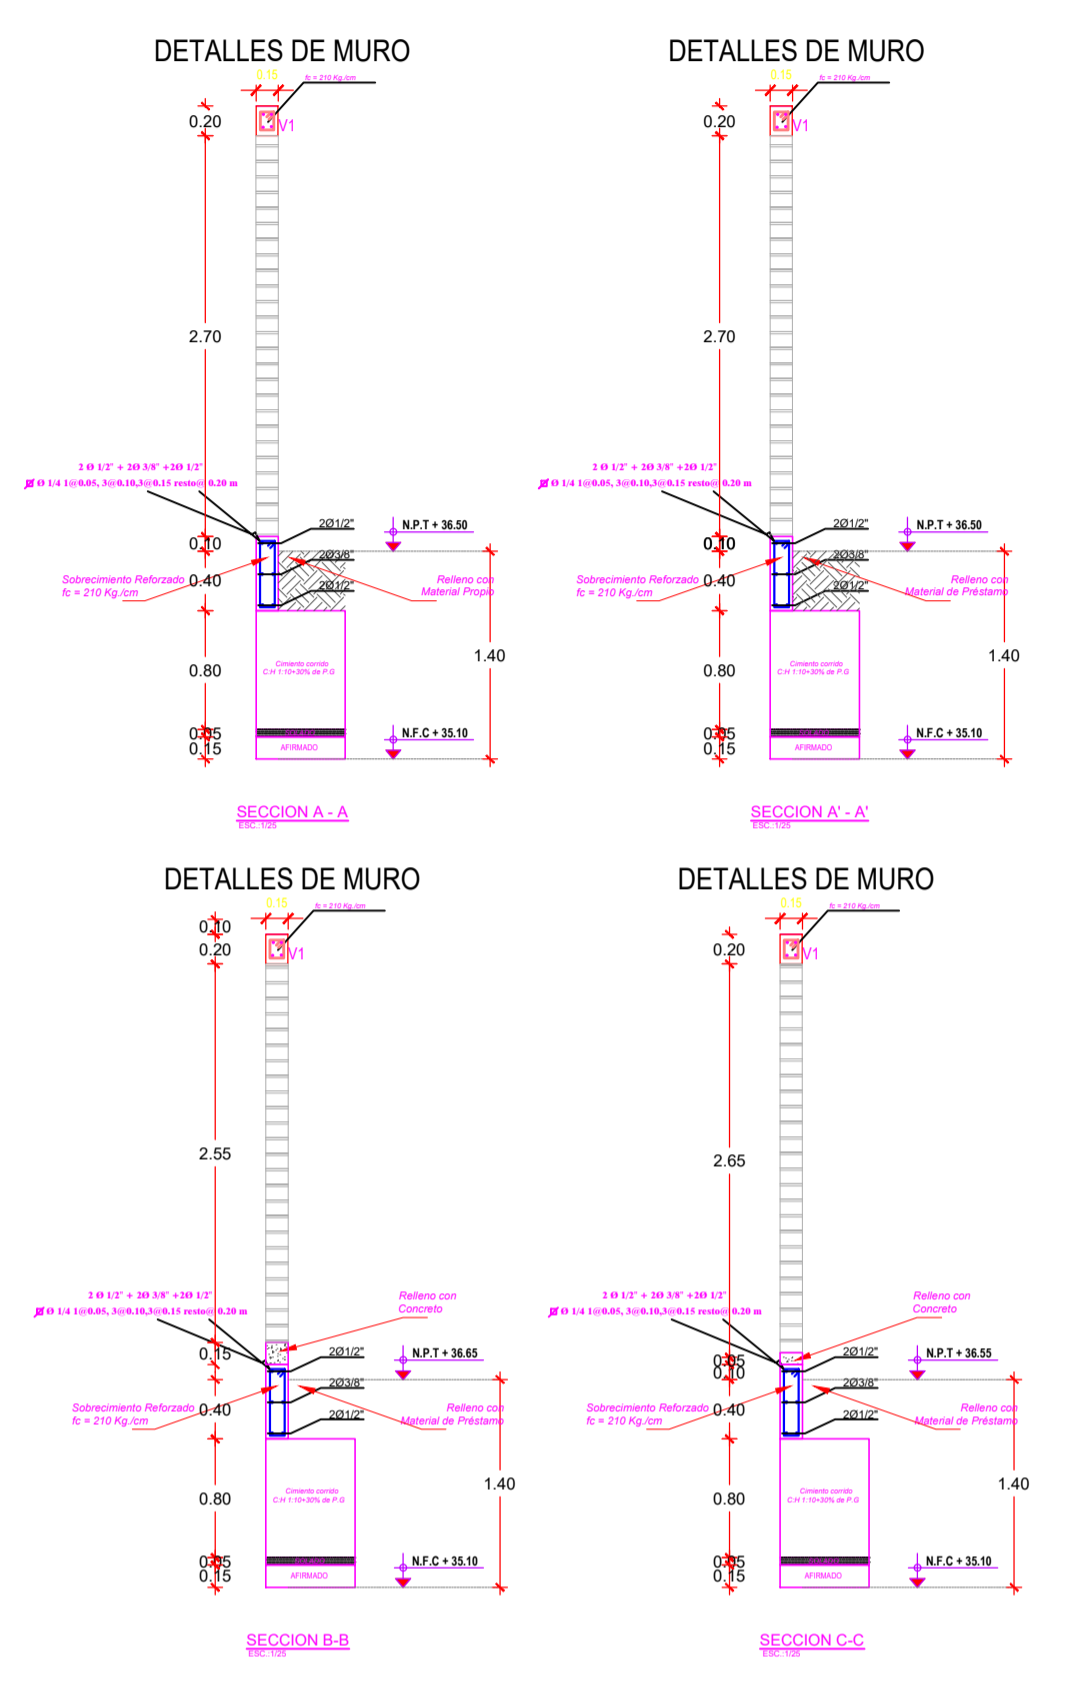 DETALLES DE MURO
0.15
fc = 210 Kg./cm
0.20
V1
2.70
2 Ø 1/2" + 2Ø 3/8" +2Ø 1/2"
Ø 1/4 1@0.05, 3@0.10,3@0.15 resto@ 0.20 m
2Ø1/2"
N.P.T + 36.50
0.10
2Ø3/8"
Sobrecimiento Reforzado
fc = 210 Kg./cm
0.40
2Ø1/2"
Relleno con
Material Propio
Cimiento corrido
C:H 1:10+30% de P.G
0.80
1.40
0.05
N.F.C + 35.10
0.15
AFIRMADO
SECCION A - A
ESC.:1/25
DETALLES DE MURO
0.15
fc = 210 Kg./cm
0.20
V1
2.70
2 Ø 1/2" + 2Ø 3/8" +2Ø 1/2"
Ø 1/4 1@0.05, 3@0.10,3@0.15 resto@ 0.20 m
2Ø1/2"
N.P.T + 36.50
0.10
2Ø3/8"
Sobrecimiento Reforzado
fc = 210 Kg./cm
0.40
2Ø1/2"
Relleno con
Material de Préstamo
Cimiento corrido
C:H 1:10+30% de P.G
0.80
1.40
0.05
N.F.C + 35.10
0.15
AFIRMADO
SECCION A' - A'
ESC.:1/25
DETALLES DE MURO
0.15
fc = 210 Kg./cm
0.10
0.20
V1
2.55
2 Ø 1/2" + 2Ø 3/8" +2Ø 1/2"
Ø 1/4 1@0.05, 3@0.10,3@0.15 resto@ 0.20 m
Relleno con
Concreto
0.15
2Ø1/2"
N.P.T + 36.65
2Ø3/8"
Sobrecimiento Reforzado
fc = 210 Kg./cm
0.40
2Ø1/2"
Relleno con
Material de Préstamo
Cimiento corrido
C:H 1:10+30% de P.G
0.80
1.40
0.05
N.F.C + 35.10
0.15
AFIRMADO
SECCION B-B
ESC.:1/25
DETALLES DE MURO
0.15
fc = 210 Kg./cm
0.20
V1
2.65
2 Ø 1/2" + 2Ø 3/8" +2Ø 1/2"
Ø 1/4 1@0.05, 3@0.10,3@0.15 resto@ 0.20 m
Relleno con
Concreto
0.05
0.10
2Ø1/2"
N.P.T + 36.55
2Ø3/8"
Sobrecimiento Reforzado
fc = 210 Kg./cm
0.40
2Ø1/2"
Relleno con
Material de Préstamo
Cimiento corrido
C:H 1:10+30% de P.G
0.80
1.40
0.05
N.F.C + 35.10
0.15
AFIRMADO
SECCION C-C
ESC.:1/25